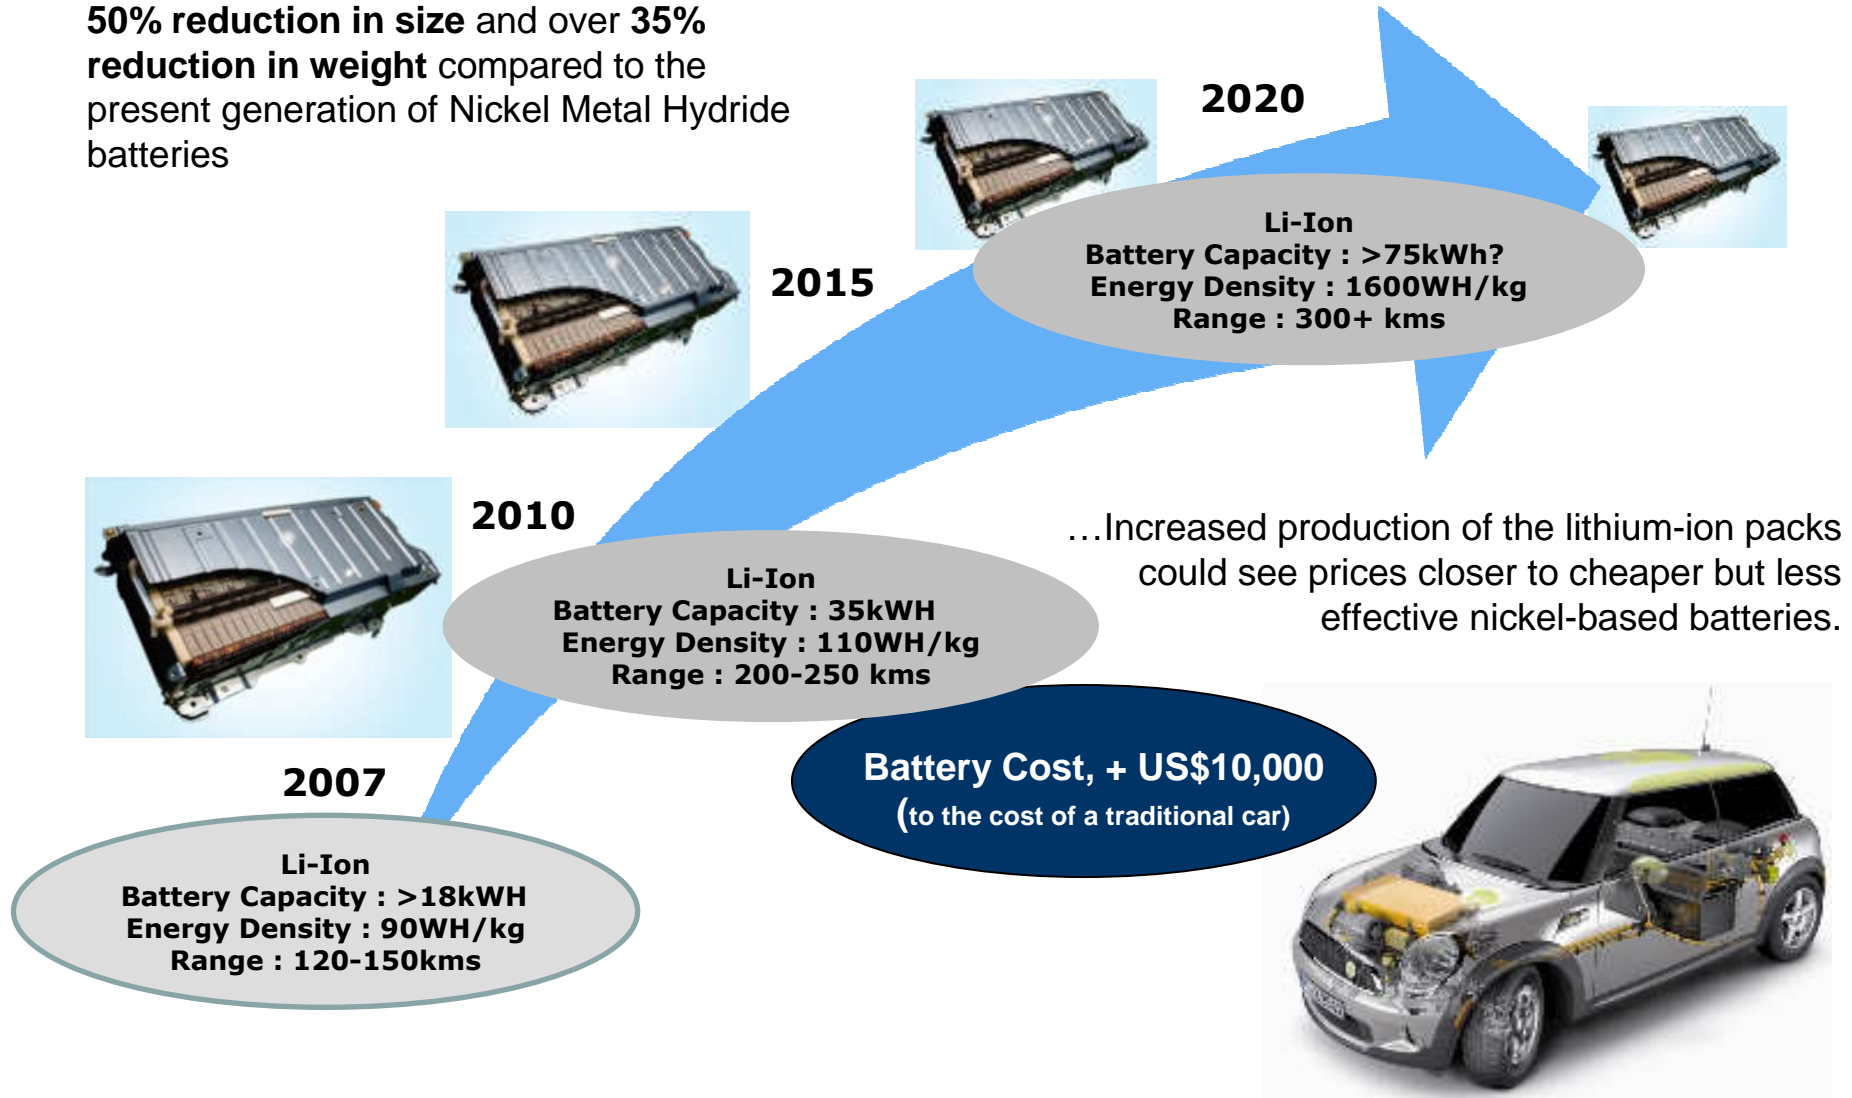 50% reduction in size and over 35%
reduction in weight compared to the
present generation of Nickel Metal Hydride
batteries
2020
Li-Ion
Battery Capacity : >75kWh?
Energy Density : 1600WH/kg
Range : 300+ kms
2015
2010
Li-Ion
Battery Capacity : 35kWH
Energy Density : 110WH/kg
Range : 200-250 kms
…Increased production of the lithium-ion packs
could see prices closer to cheaper but less
effective nickel-based batteries.
Battery Cost, + US$10,000
(to the cost of a traditional car)
2007
Li-Ion
Battery Capacity : >18kWH
Energy Density : 90WH/kg
Range : 120-150kms